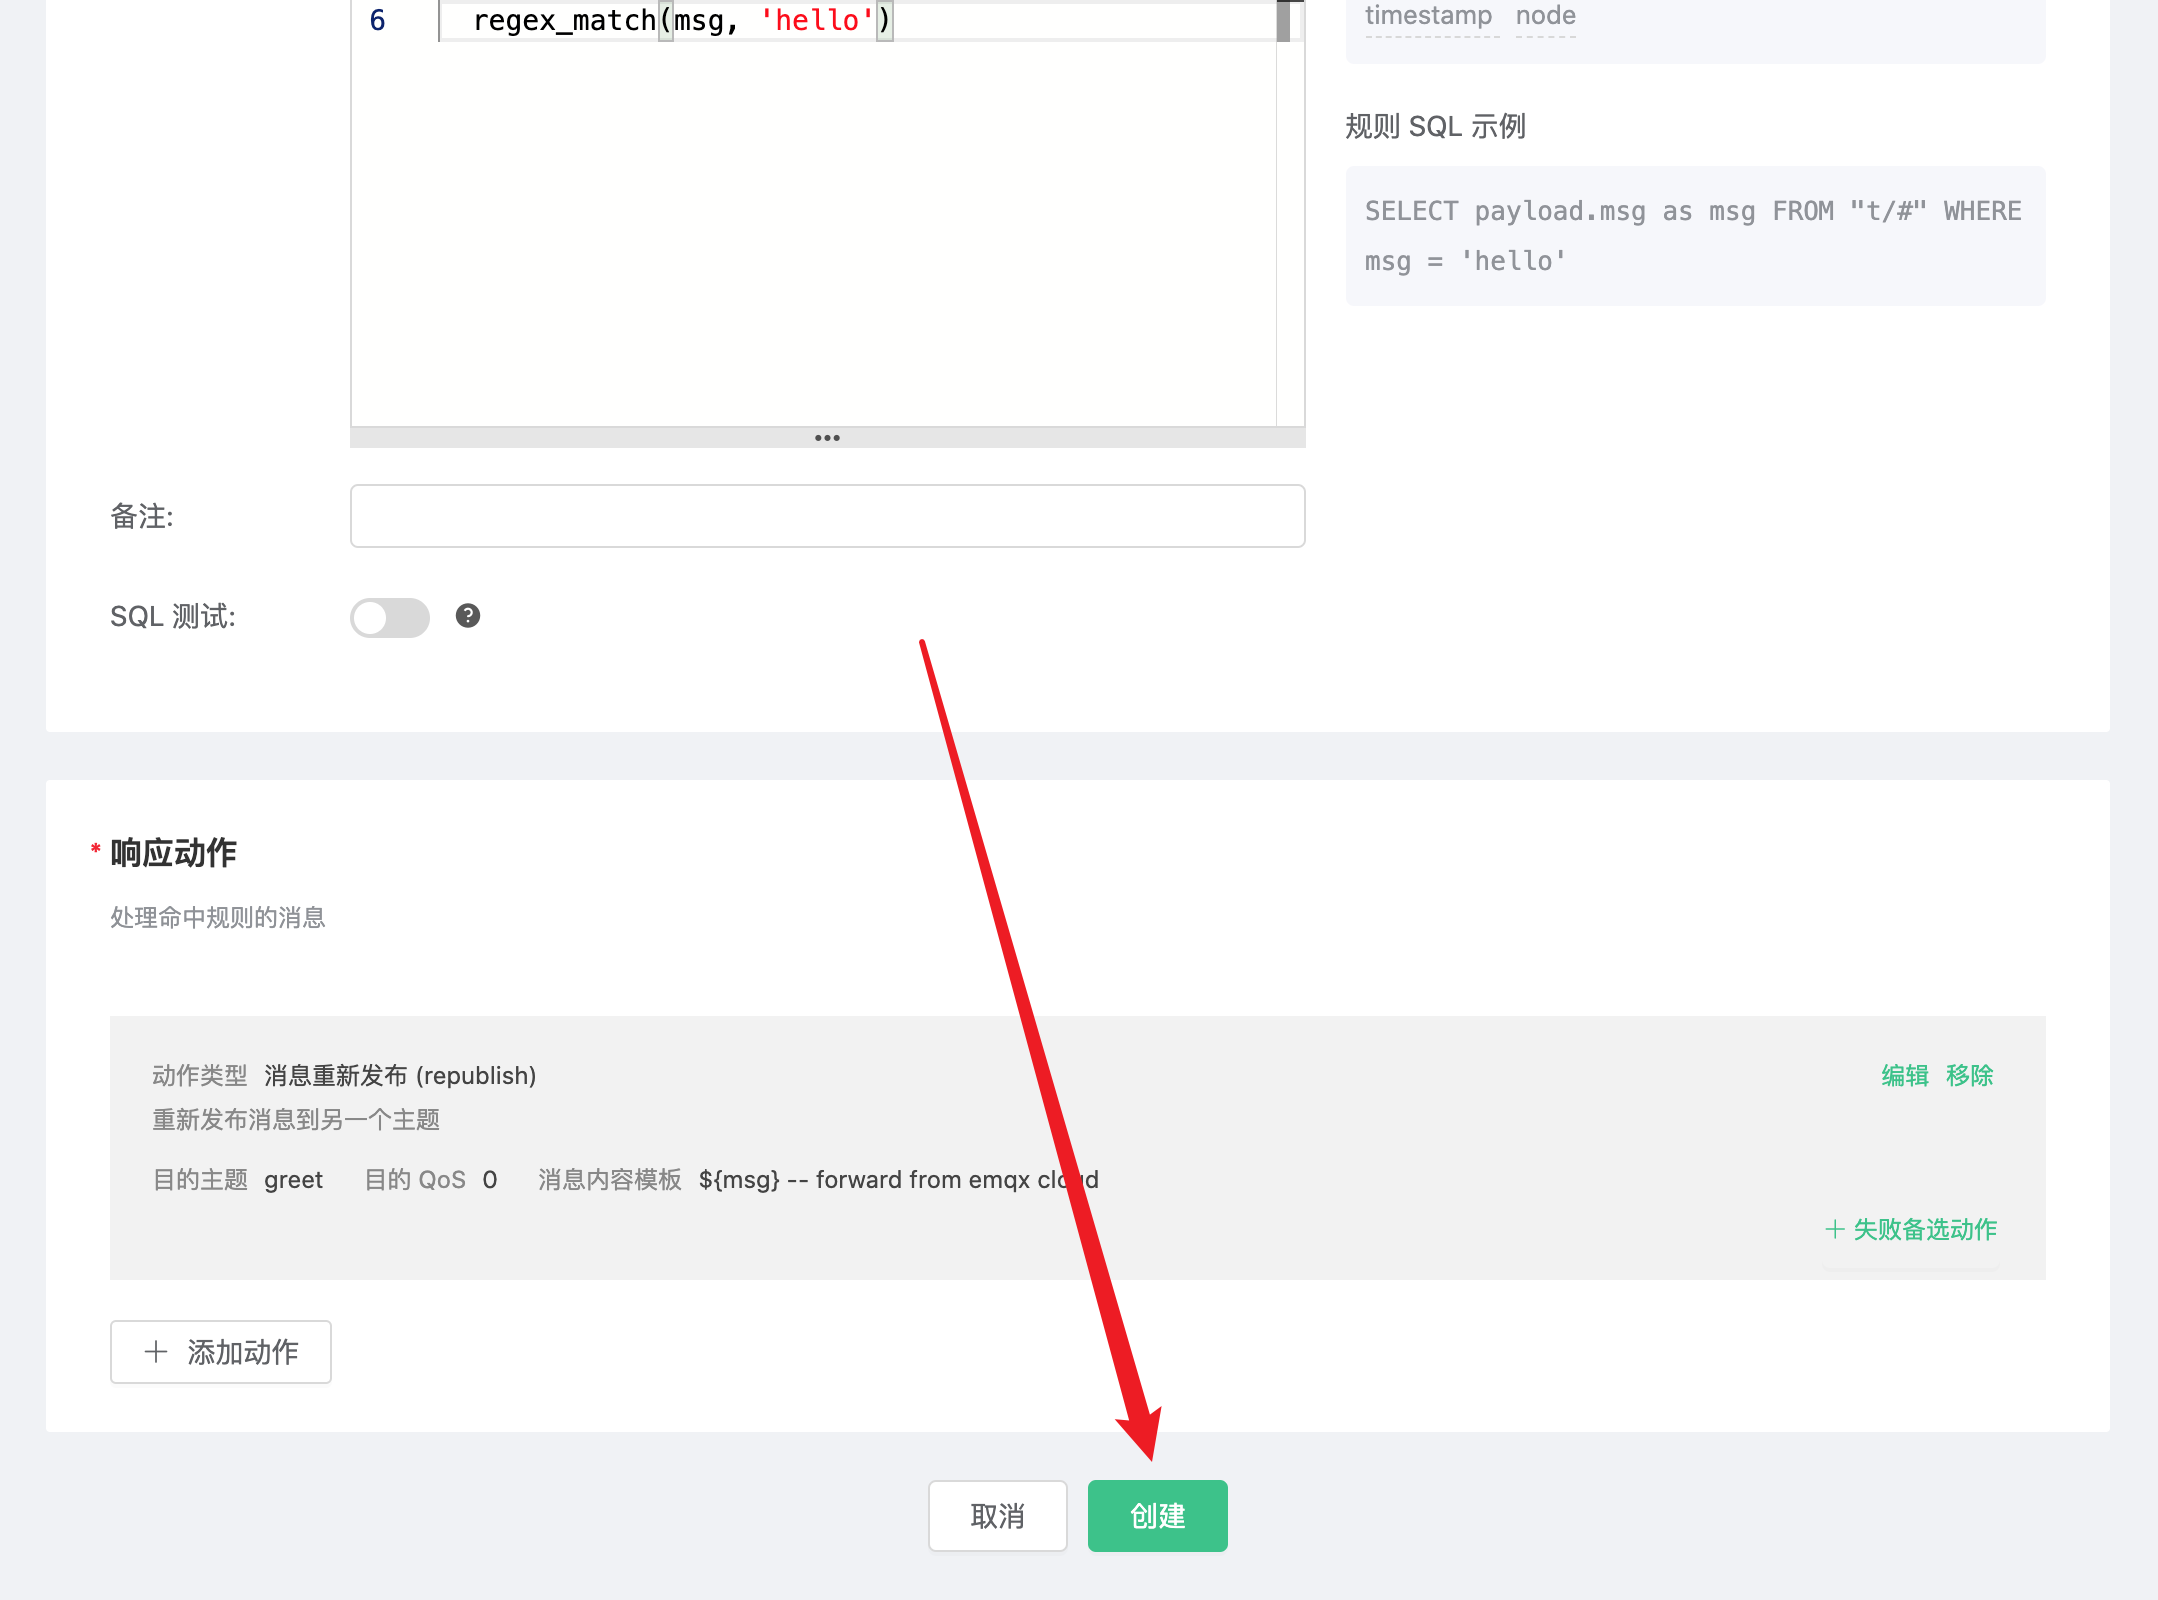 6 regex_match(msg, 'hello')
timestamp node
规则 SQL 示例
SELECT payload.msg as msg FROM "t/#" WHERE
msg = 'hello'
备注:
SQL 测试:
* 响应动作
处理命中规则的消息
动作类型 消息重新发布 (republish)
编辑 移除
重新发布消息到另一个主题
目的主题 greet 目的 QoS 0 消息内容模板 ${msg} -- forward from emqx cloud
+ 失败备选动作
+ 添加动作
取消 创建